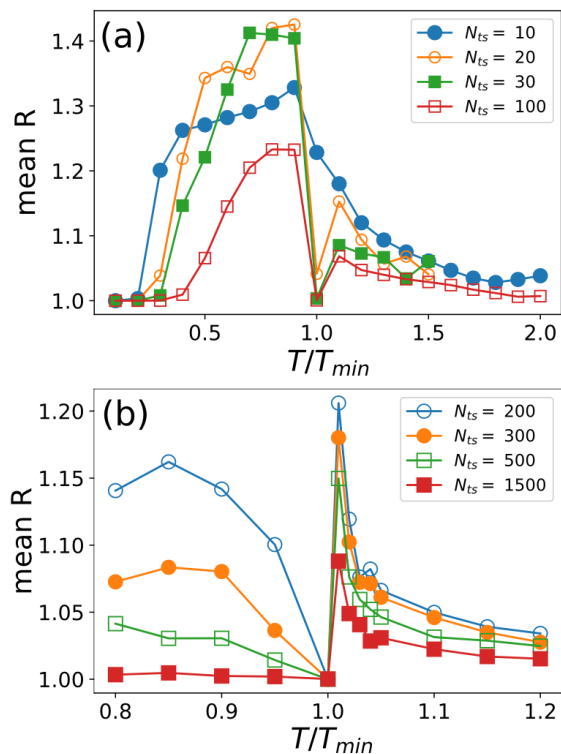 (a)
mean R
1.4
1.3
1.2
1.1
1.0
N_ts = 10
N_ts = 20
N_ts = 30
N_ts = 100
0.5 1.0 1.5 2.0
T/T_min
(b)
mean R
1.20
1.15
1.10
1.05
1.00
N_ts = 200
N_ts = 300
N_ts = 500
N_ts = 1500
0.8 0.9 1.0 1.1 1.2
T/T_min